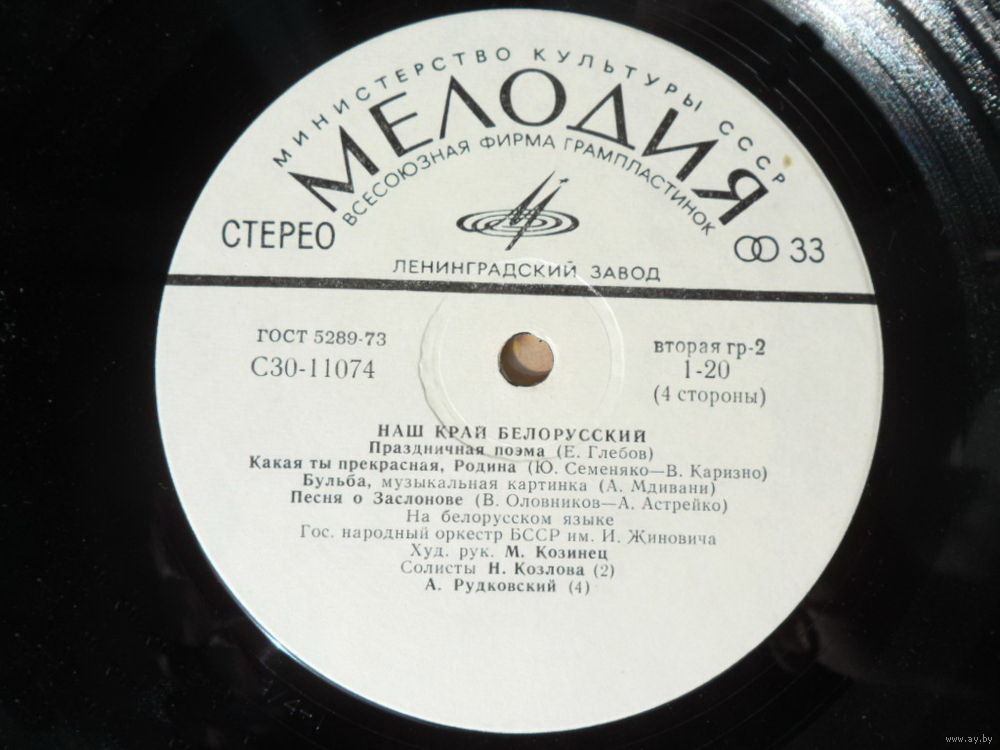 МИНИСТЕРСТВО КУЛЬТУРЫ СССР
МЕЛОДИЯ
ВСЕСОЮЗНАЯ ФИРМА ГРАМПЛАСТИНОК
СТЕРЕО
33
ЛЕНИНГРАДСКИЙ ЗАВОД
ГОСТ 5289-73
С30-11074
вторая гр-2
1-20
(4 стороны)
НАШ КРАЙ БЕЛОРУССКИЙ
Праздничная поэма (Е. Глебов)
Какая ты прекрасная, Родина (Ю. Семеняко—В. Каризно)
Бульба, музыкальная картинка (А. Мдивани)
Песня о Заслонове (В. Оловников—А. Астрейко)
На белорусском языке
Гос. народный оркестр БССР им. И. Жиновича
Худ. рук. М. Козинец
Солисты Н. Козлова (2)
А. Рудковский (4)
www.ay.by